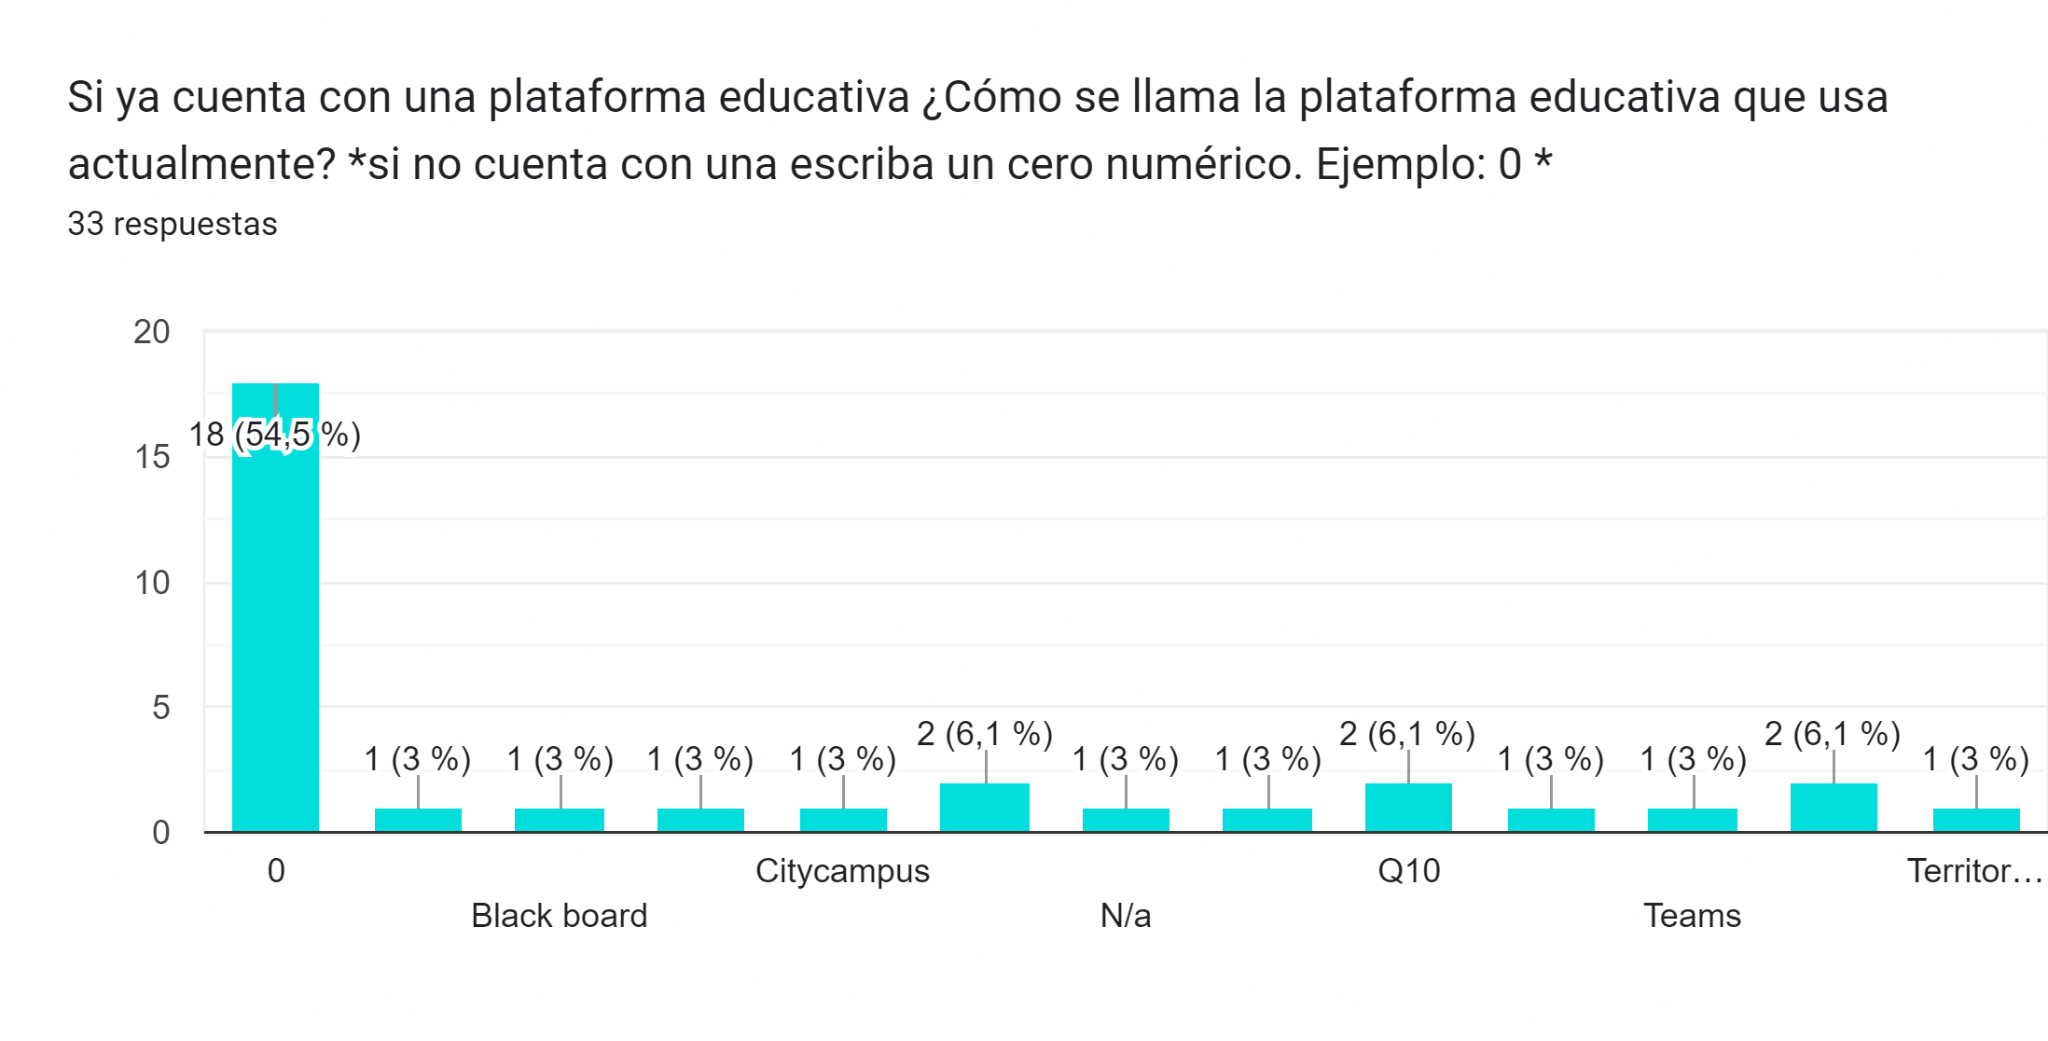 Si ya cuenta con una plataforma educativa ¿Cómo se llama la plataforma educativa que usa
actualmente? *si no cuenta con una escriba un cero numérico. Ejemplo: 0 *
33 respuestas
20
18 (54,5 %)
15
10
5
2 (6,1 %) 2 (6,1 %) 2 (6,1 %)
1 (3 %) 1 (3 %) 1 (3 %) 1 (3 %) 1 (3 %) 1 (3 %) 1 (3 %) 1 (3 %) 1 (3 %)
0
0 Citycampus Q10 Territor…
Black board N/a Teams